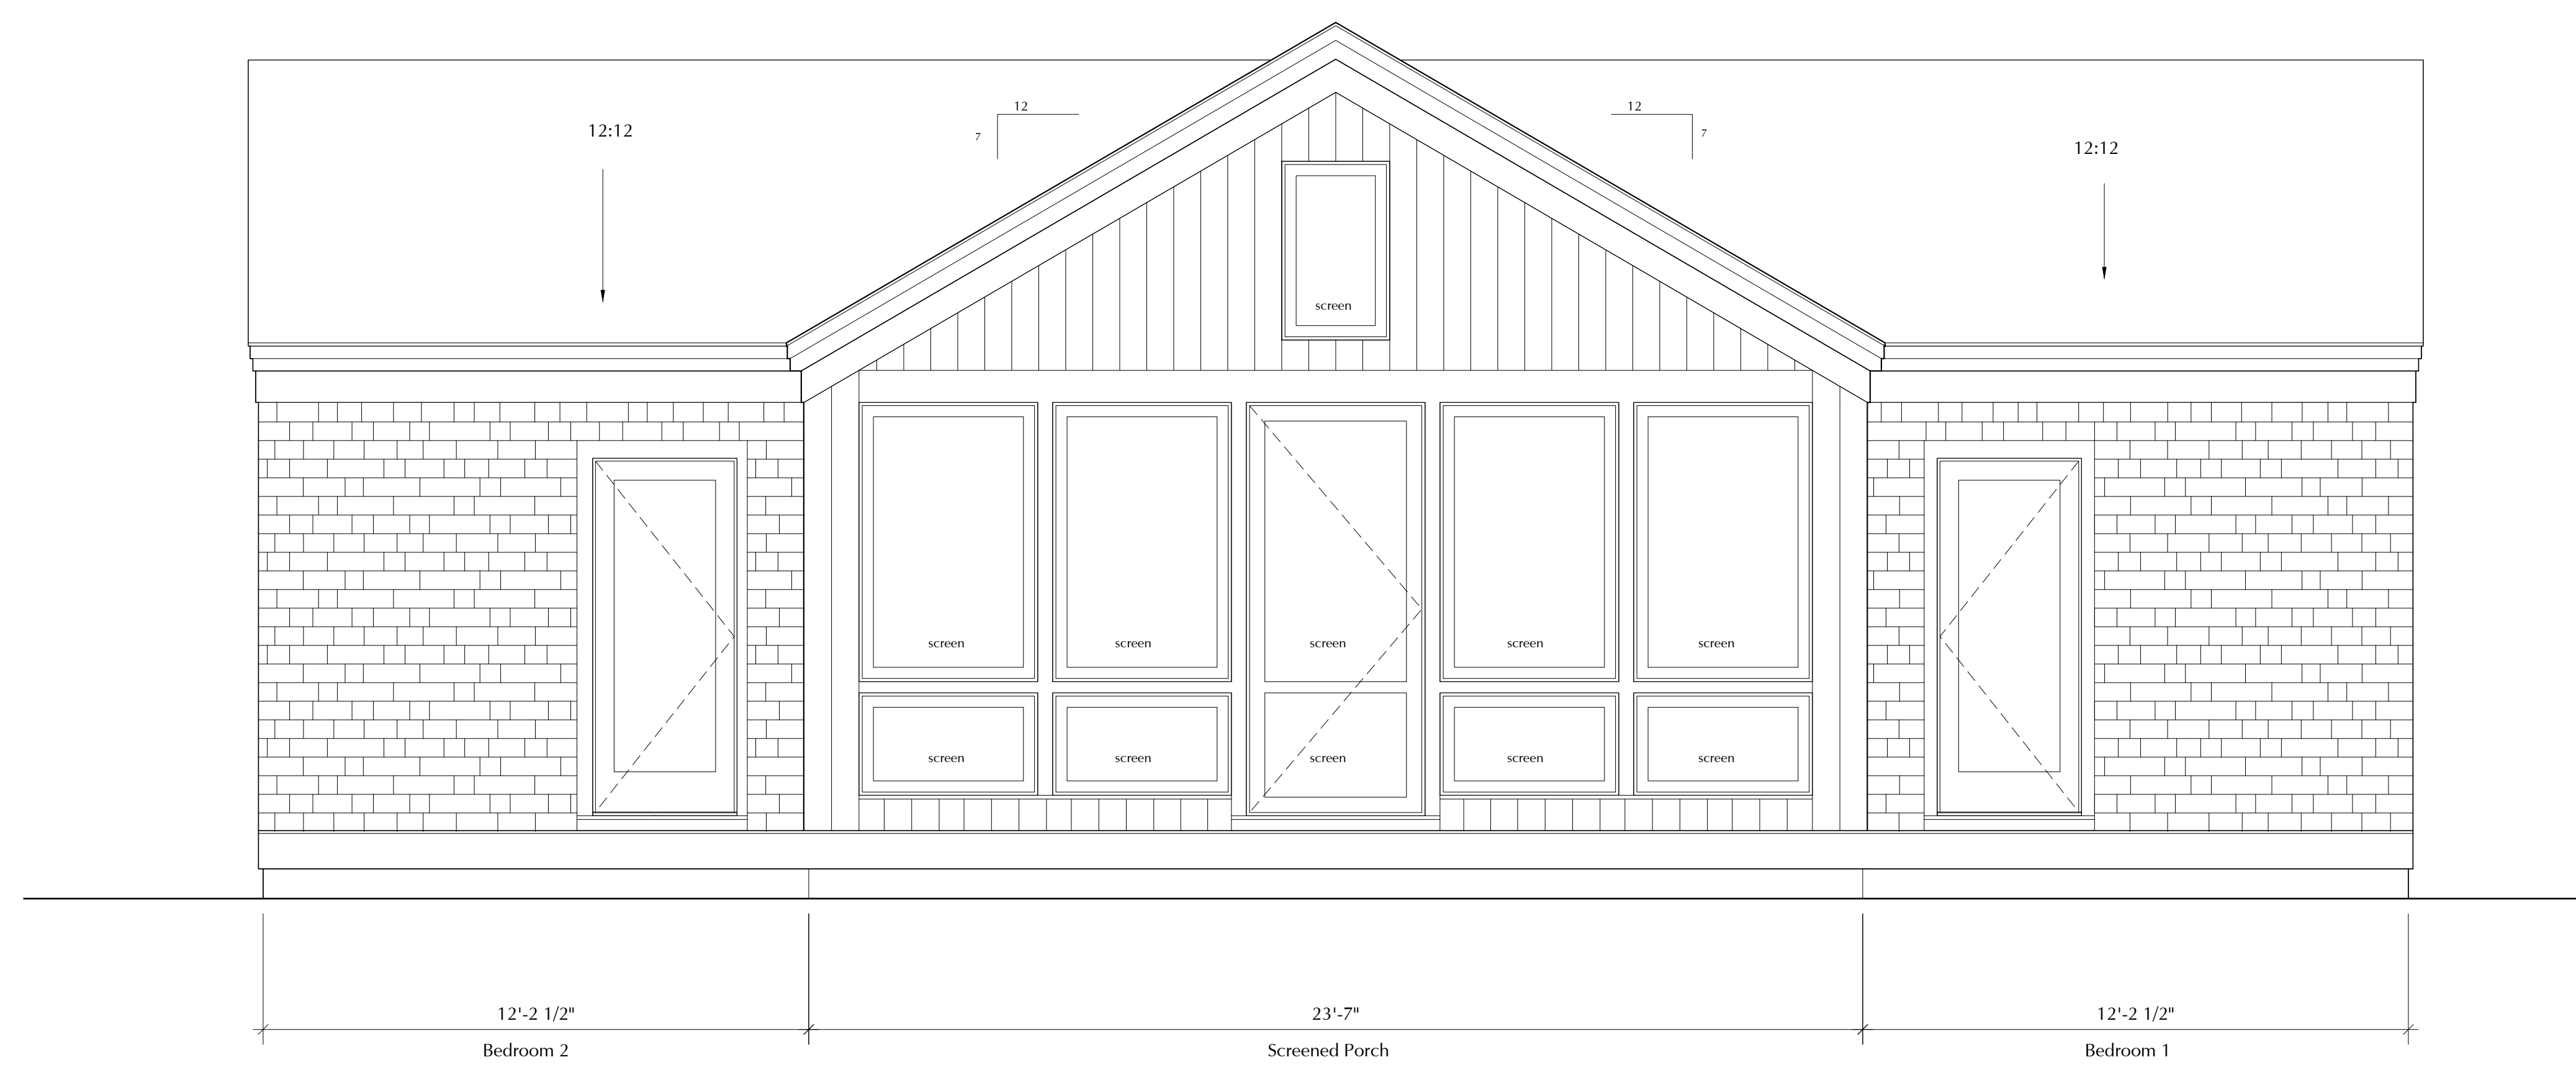 12 12
7 7
12:12 12:12
screen
screen screen screen screen screen
screen screen screen screen screen
12'-2 1/2" 23'-7" 12'-2 1/2"
Bedroom 2 Screened Porch Bedroom 1